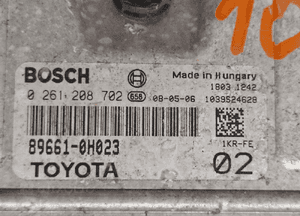 10
BOSCH
Made in Hungary
1803 1242
0 261 208 702 658 08-05-06 1039S24628
89661-0H023
1KR-FE
TOYOTA
02